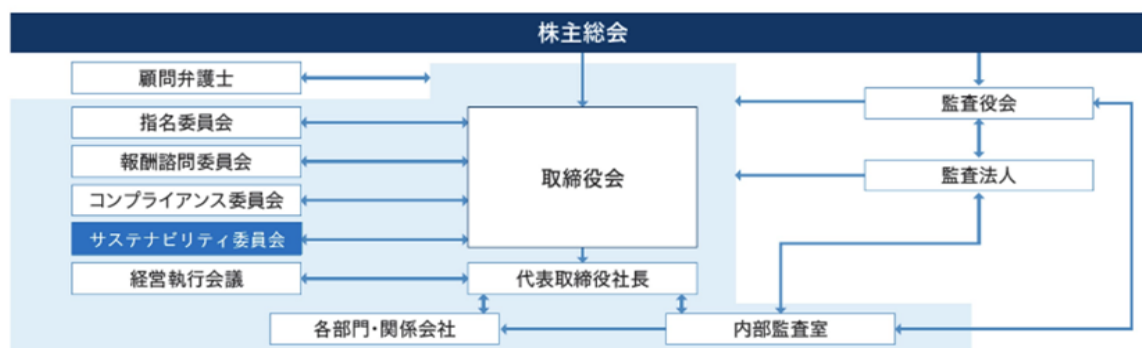 株主総会
顧問弁護士
指名委員会
報酬諮問委員会
コンプライアンス委員会
サステナビリティ委員会
経営執行会議
取締役会
代表取締役社長
各部門・関係会社
内部監査室
監査役会
監査法人